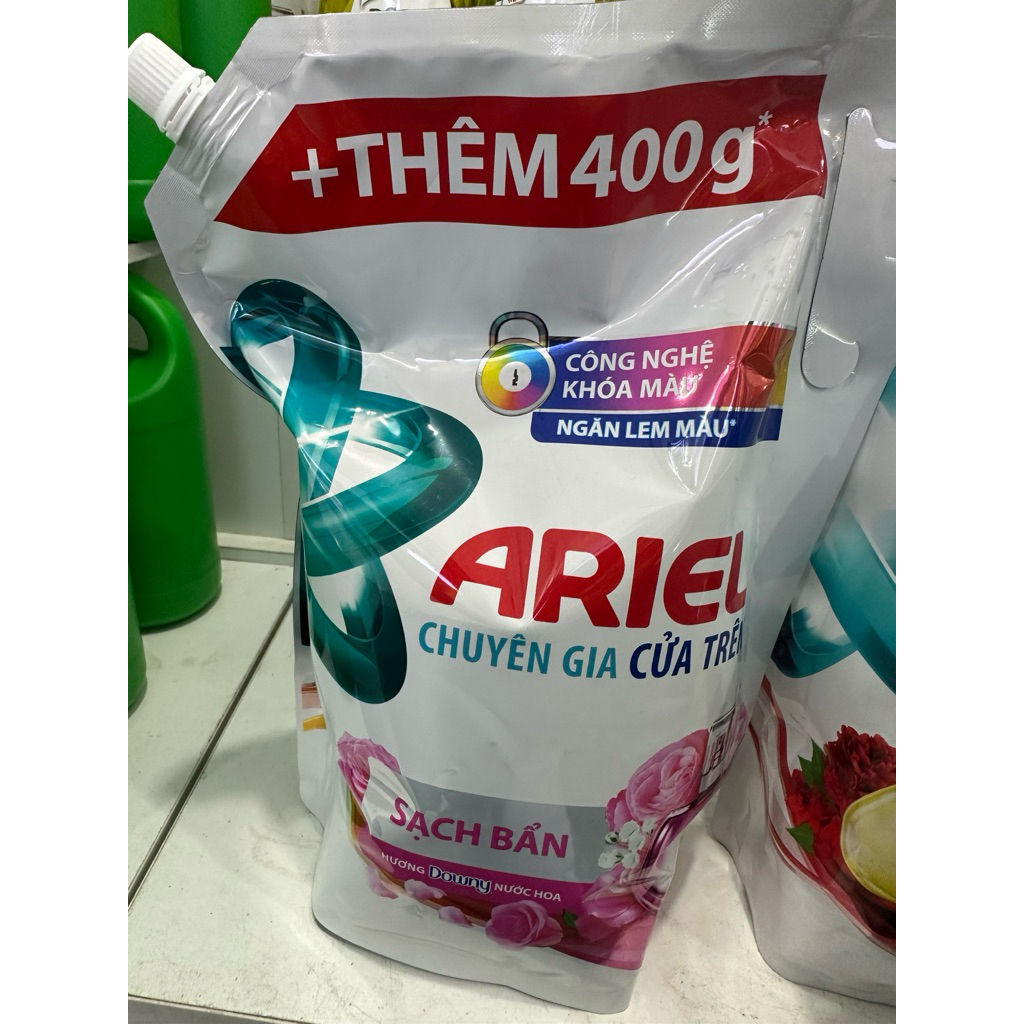 +THÊM 400g*
CÔNG NGHỆ
KHÓA MÀU
NGĂN LEM MÀU*
ARIEL
CHUYÊN GIA CỬA TRÊN
SẠCH BẨN
HƯƠNG Downy NƯỚC HOA